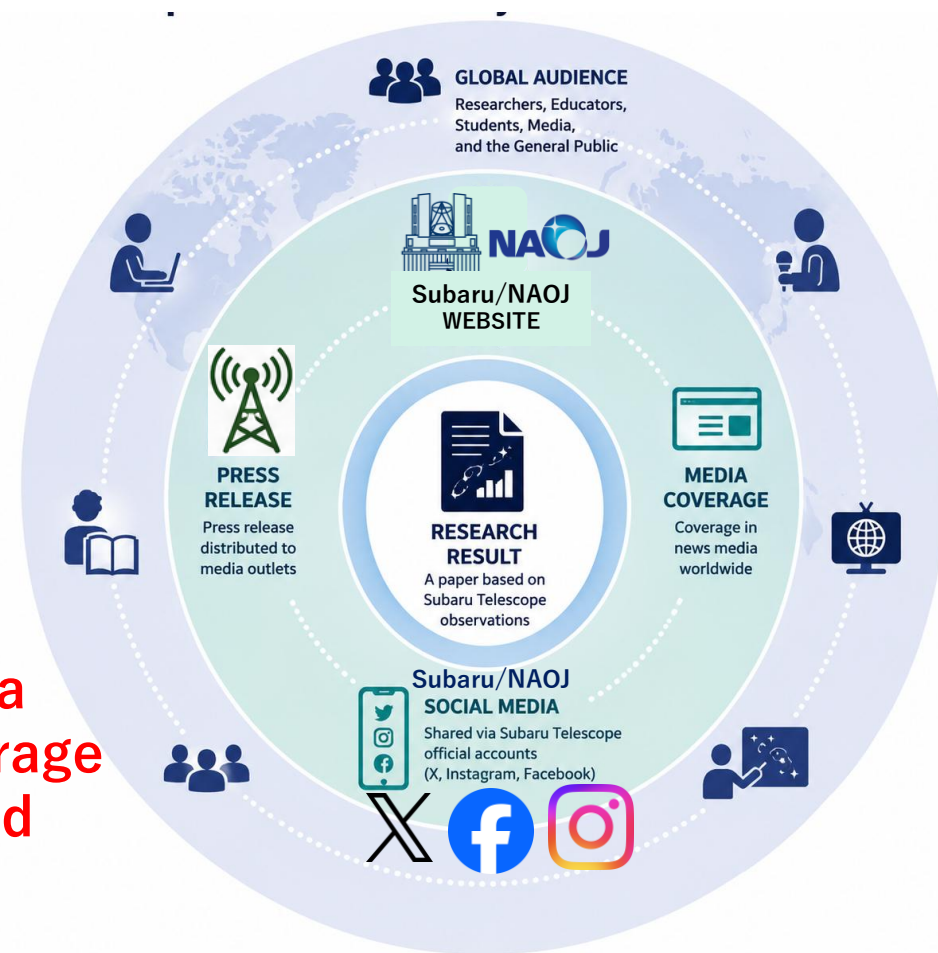 GLOBAL AUDIENCE
Researchers, Educators,
Students, Media,
and the General Public
NAOJ
Subaru/NAOJ
WEBSITE
PRESS
RELEASE
Press release
distributed to
media outlets
RESEARCH
RESULT
A paper based on
Subaru Telescope
observations
MEDIA
COVERAGE
Coverage in
news media
worldwide
Subaru/NAOJ
SOCIAL MEDIA
Shared via Subaru Telescope
official accounts
(X, Instagram, Facebook)
a
rage
d